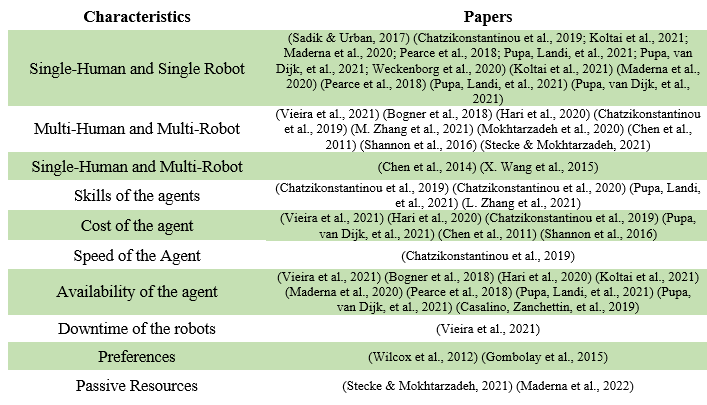 Characteristics
Papers
Single-Human and Single Robot
(Sadik & Urban, 2017) (Chatzikonstantinou et al., 2019; Koltai et al., 2021;
Maderna et al., 2020; Pearce et al., 2018; Pupa, Landi, et al., 2021; Pupa, van
Dijk, et al., 2021; Weckenborg et al., 2020) (Koltai et al., 2021) (Maderna et al.,
2020) (Pearce et al., 2018) (Pupa, Landi, et al., 2021) (Pupa, van Dijk, et al.,
2021)
Multi-Human and Multi-Robot
(Vieira et al., 2021) (Bogner et al., 2018) (Hari et al., 2020) (Chatzikonstantinou
et al., 2019) (M. Zhang et al., 2021) (Mokhtarzadeh et al., 2020) (Chen et al.,
2011) (Shannon et al., 2016) (Stecke & Mokhtarzadeh, 2021)
Single-Human and Multi-Robot
(Chen et al., 2014) (X. Wang et al., 2015)
Skills of the agents
(Chatzikonstantinou et al., 2019) (Chatzikonstantinou et al., 2020) (Pupa, Landi,
et al., 2021) (L. Zhang et al., 2021)
Cost of the agent
(Vieira et al., 2021) (Hari et al., 2020) (Chatzikonstantinou et al., 2019) (Pupa,
van Dijk, et al., 2021) (Chen et al., 2011) (Shannon et al., 2016)
Speed of the Agent
(Chatzikonstantinou et al., 2019)
Availability of the agent
(Vieira et al., 2021) (Bogner et al., 2018) (Hari et al., 2020) (Koltai et al., 2021)
(Maderna et al., 2020) (Pearce et al., 2018) (Pupa, Landi, et al., 2021) (Pupa,
van Dijk, et al., 2021) (Casalino, Zanchettin, et al., 2019)
Downtime of the robots
(Vieira et al., 2021)
Preferences
(Wilcox et al., 2012) (Gombolay et al., 2015)
Passive Resources
(Stecke & Mokhtarzadeh, 2021) (Maderna et al., 2022)